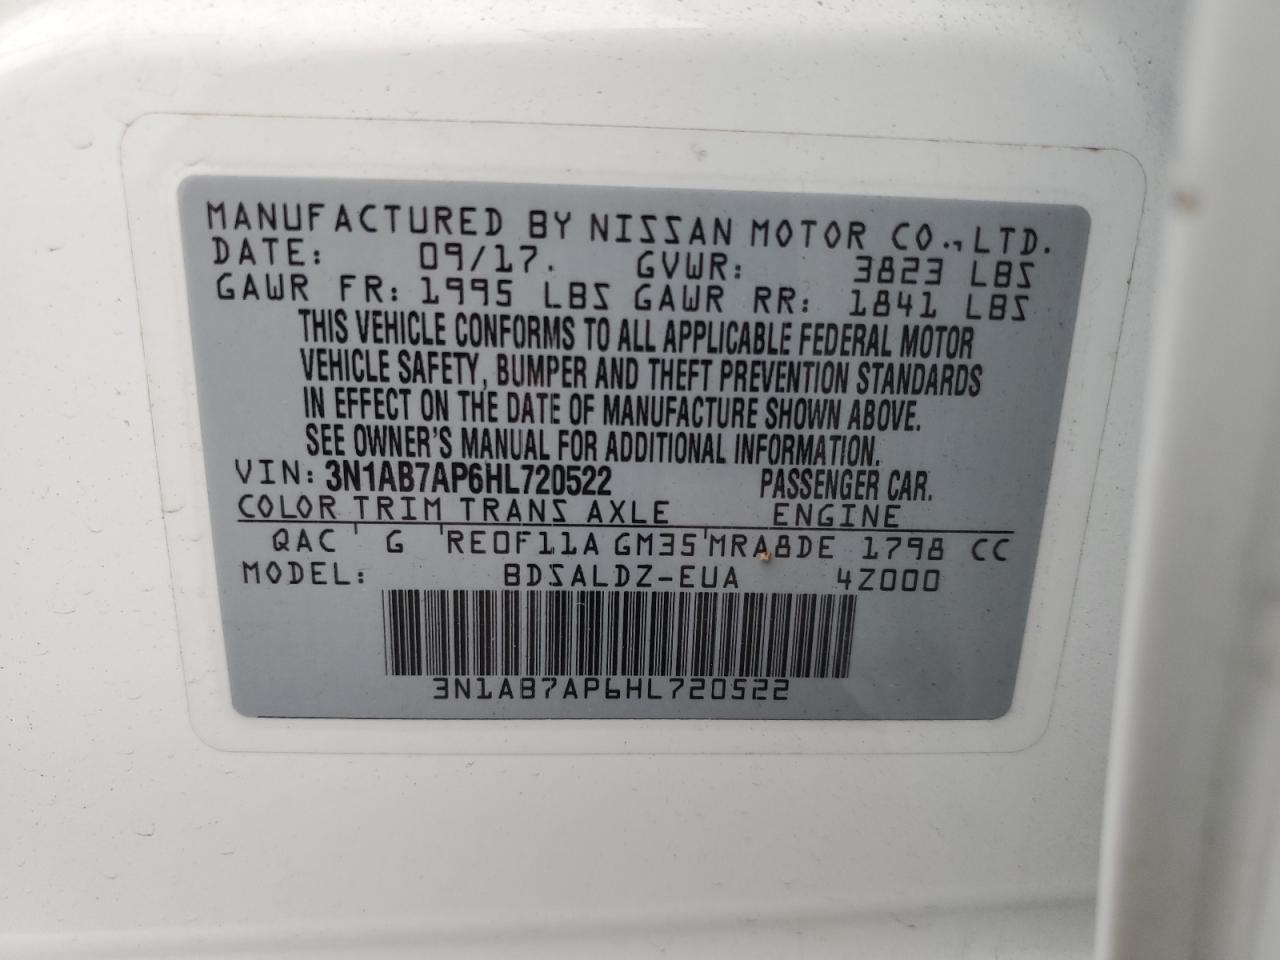 MANUFACTURED BY NISSAN MOTOR CO.,LTD.
DATE: 09/17. GVWR: 3823 LBS
GAWR FR: 1995 LBS GAWR RR: 1841 LBS
THIS VEHICLE CONFORMS TO ALL APPLICABLE FEDERAL MOTOR
VEHICLE SAFETY, BUMPER AND THEFT PREVENTION STANDARDS
IN EFFECT ON THE DATE OF MANUFACTURE SHOWN ABOVE.
SEE OWNER'S MANUAL FOR ADDITIONAL INFORMATION.
VIN: 3N1AB7AP6HL720522 PASSENGER CAR.
COLOR TRIM TRANS AXLE ENGINE
QAC G RE0F11A GM35 MRA8DE 1798 CC
MODEL: BDSALDZ-EUA 4Z000
3N1AB7AP6HL720522